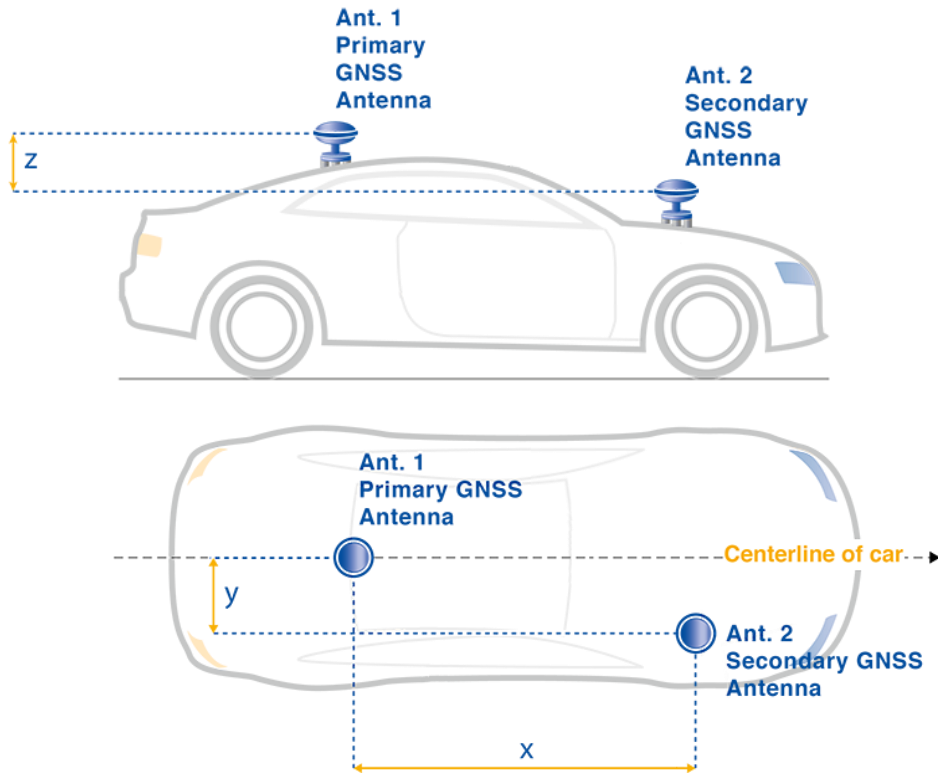 Ant. 1
Primary
GNSS
Antenna
Ant. 2
Secondary
GNSS
Antenna
z
Ant. 1
Primary GNSS
Antenna
Centerline of car
y
Ant. 2
Secondary GNSS
Antenna
x